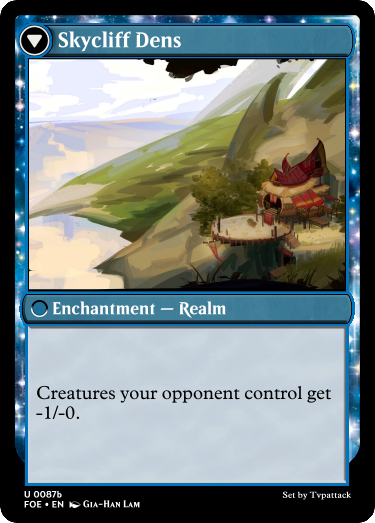 Skycliff Dens
Enchantment — Realm
Creatures your opponent control get
-1/-0.
U 0087b
FOE • EN Gia-Han Lam
Set by Tvpattack